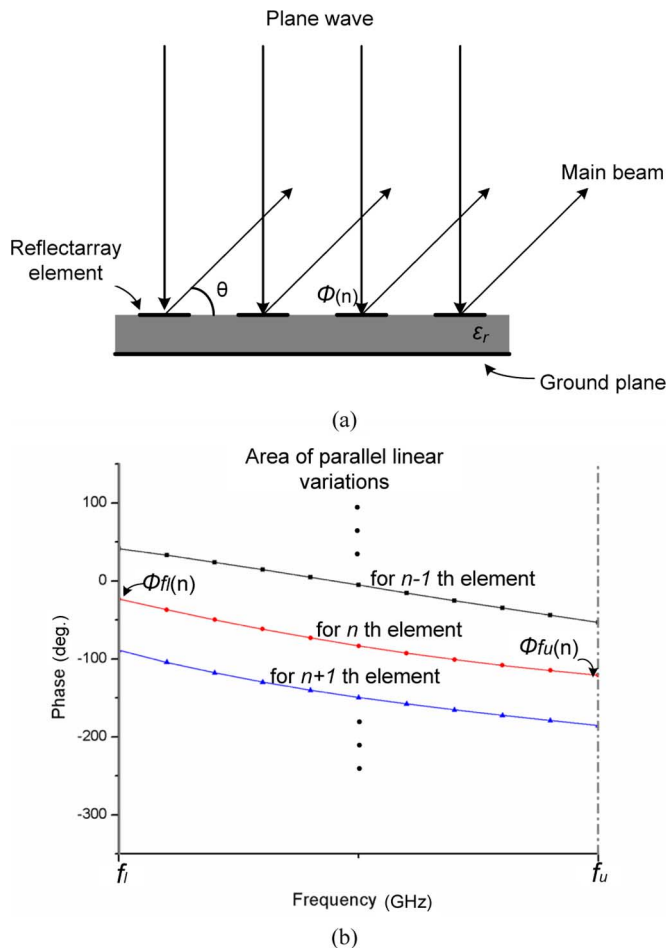 Plane wave
Main beam
Reflectarray
element
θ
Φ(n)
εr
Ground plane
(a)
Area of parallel linear
variations
100
0
-100
-200
-300
Phase (deg.)
Φfl(n)
for n-1 th element
for n th element
Φfu(n)
for n+1 th element
fl
fu
Frequency (GHz)
(b)